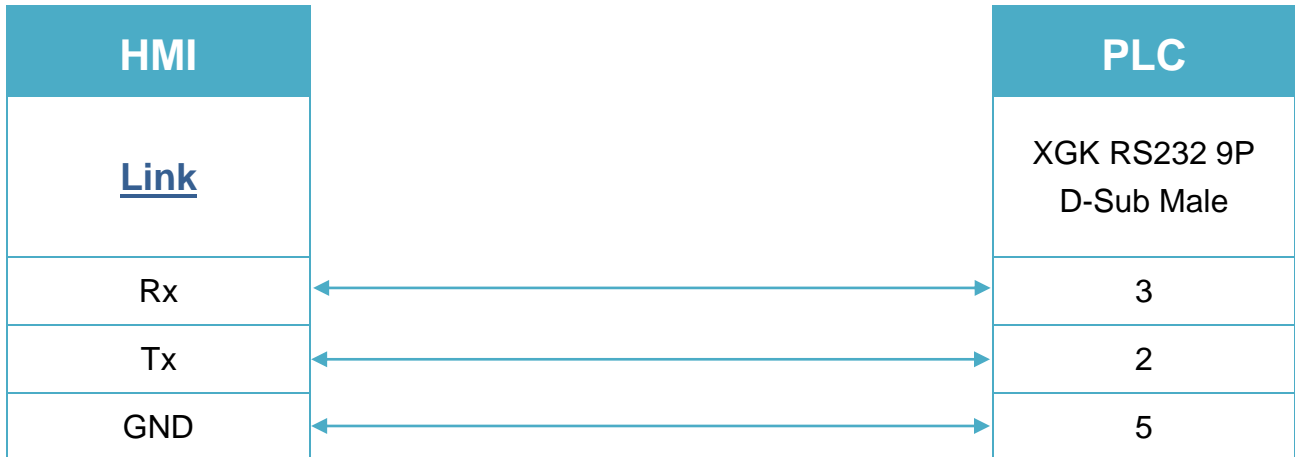 HMI
PLC
Link
XGK RS232 9P
D-Sub Male
Rx
3
Tx
2
GND
5